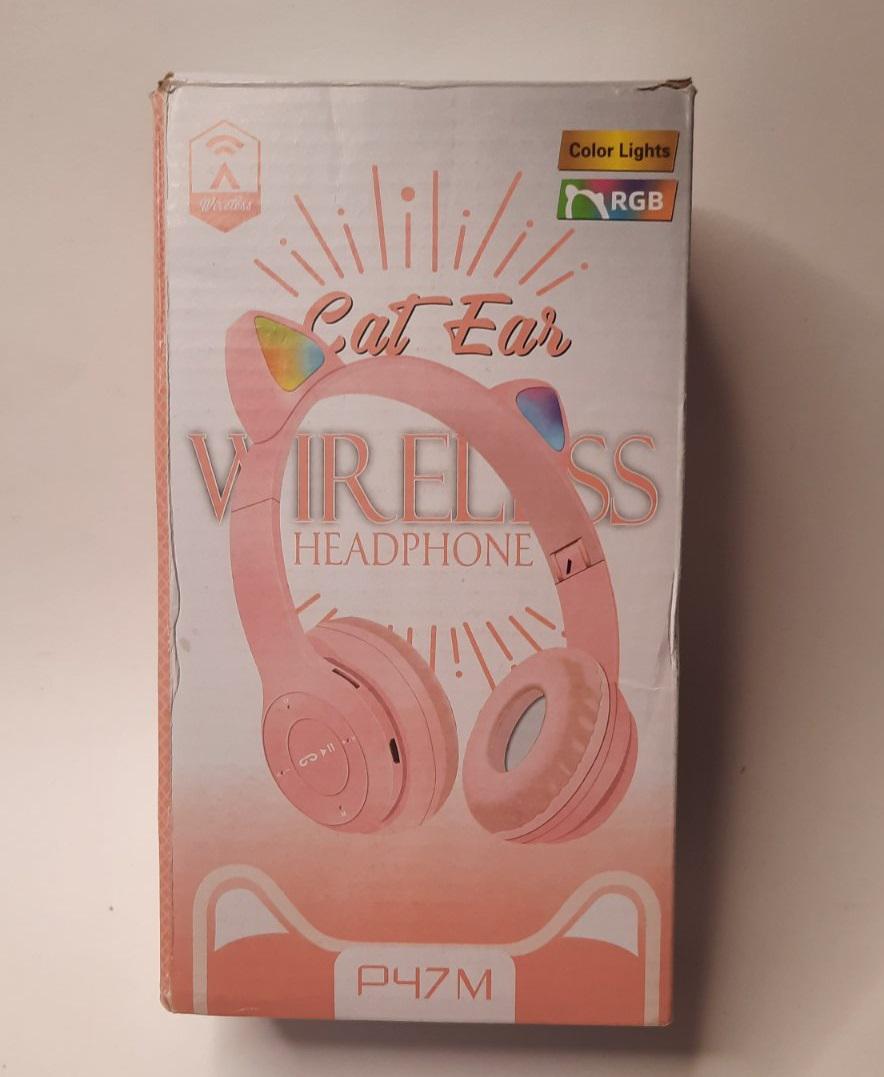 Wireless
Color Lights
RGB
Cat Ear
WIRELESS
HEADPHONE
P47M